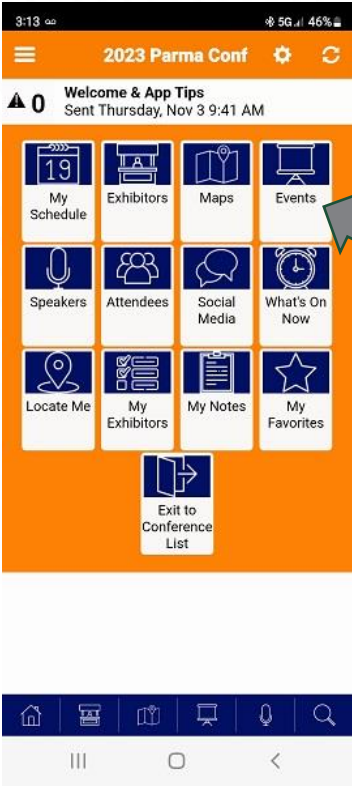 3:13
5G 46%
2023 Parma Conf
0
Welcome & App Tips
Sent Thursday, Nov 3 9:41 AM
19
My
Schedule
Exhibitors
Maps
Events
Speakers
Attendees
Social
Media
What's On
Now
Locate Me
My
Exhibitors
My Notes
My
Favorites
Exit to
Conference
List